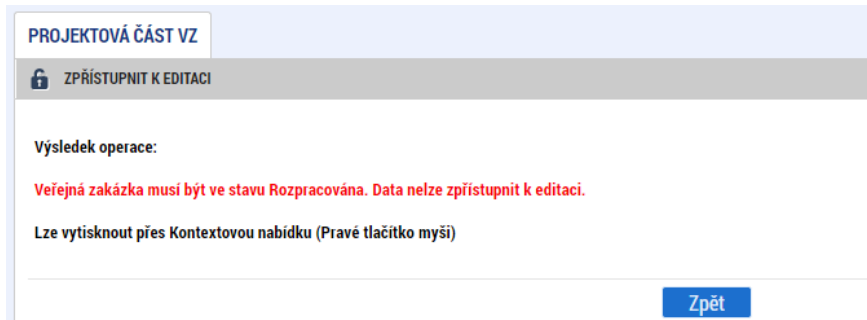 PROJEKTOVÁ ČÁST VZ
ZPŘÍSTUPNIT K EDITACI
Výsledek operace:
Veřejná zakázka musí být ve stavu Rozpracována. Data nelze zpřístupnit k editaci.
Lze vytisknout přes Kontextovou nabídku (Pravé tlačítko myši)
Zpět